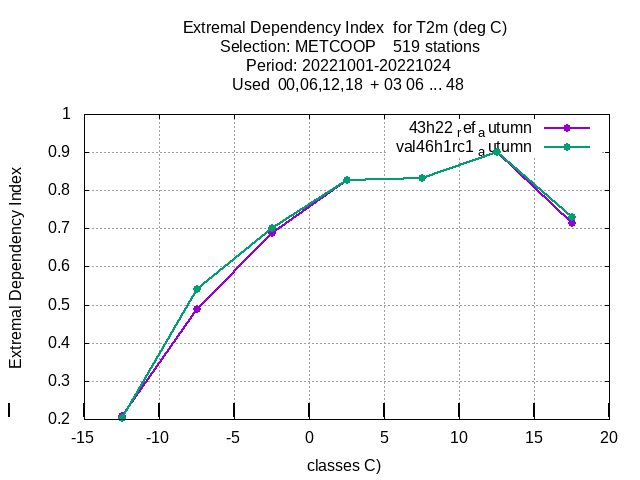 Extremal Dependency Index  for T2m (deg C)
Selection: METCOOP    519 stations
Period: 20221001-20221024
Used  00,06,12,18  + 03 06 ... 48
43h22 ref a utumn
val46h1rc1 a utumn
Extremal Dependency Index
1
0.9
0.8
0.7
0.6
0.5
0.4
0.3
0.2
-15 -10 -5 0 5 10 15 20
classes C)